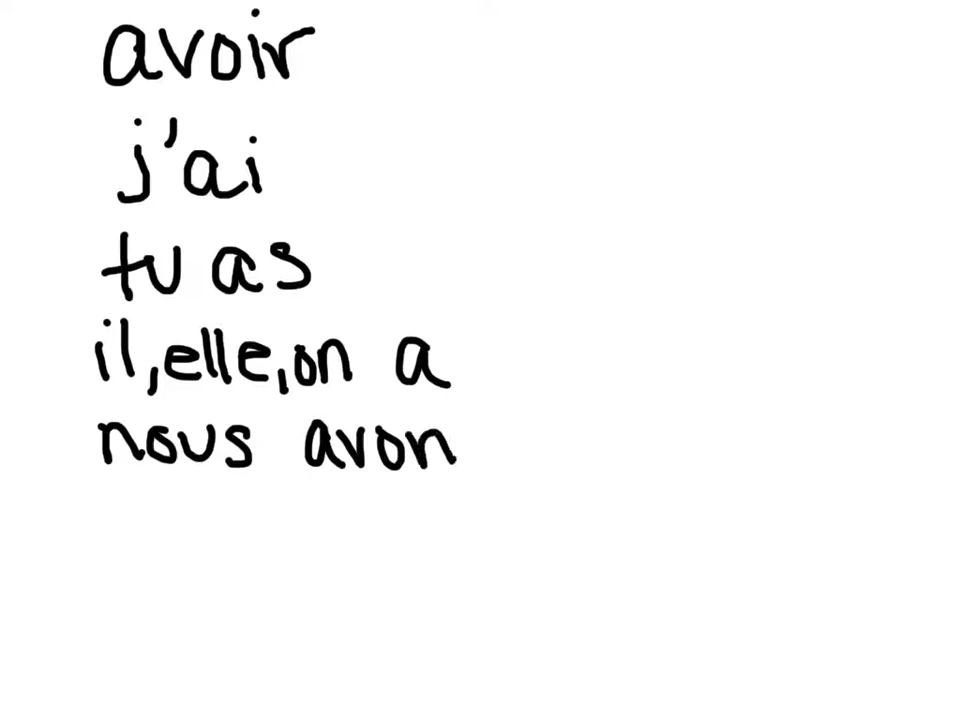 avoir
j'ai
tu as
il, elle, on a
nous avon